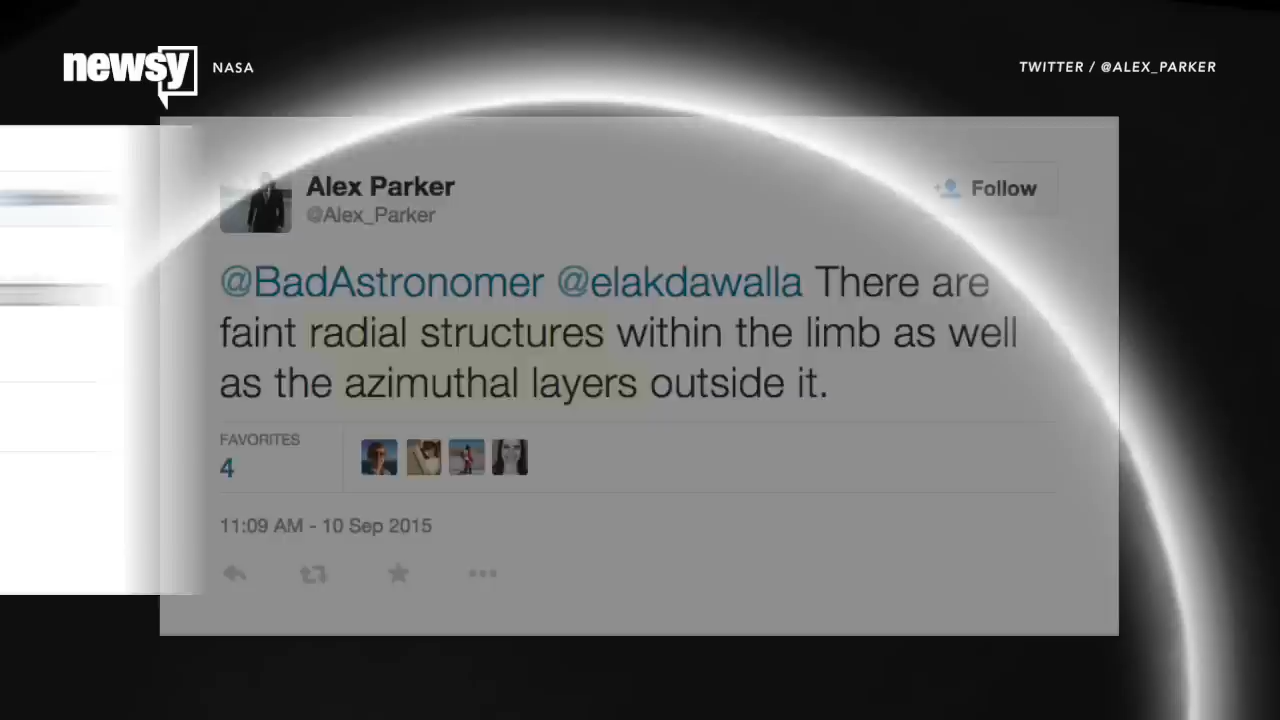 newsy NASA
TWITTER / @ALEX_PARKER
Alex Parker
@Alex_Parker
Follow
@BadAstronomer @elakdawalla There are
faint radial structures within the limb as well
as the azimuthal layers outside it.
FAVORITES
4
11:09 AM - 10 Sep 2015